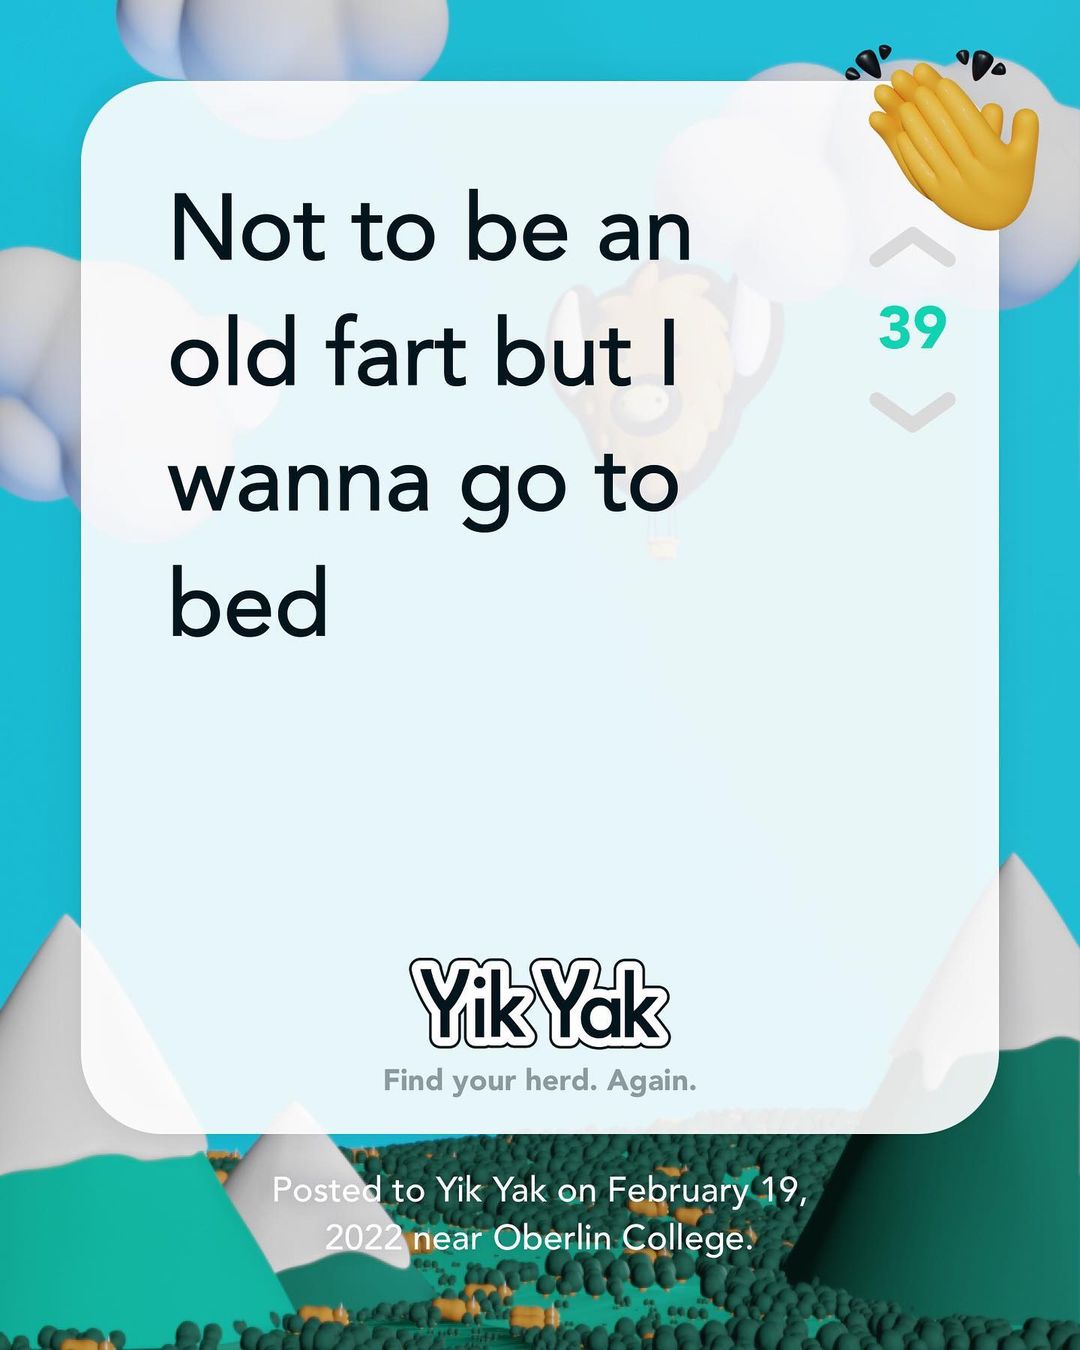 Not to be an
old fart but I
wanna go to
bed
39
Yik Yak
Find your herd. Again.
Posted to Yik Yak on February 19,
2022 near Oberlin College.